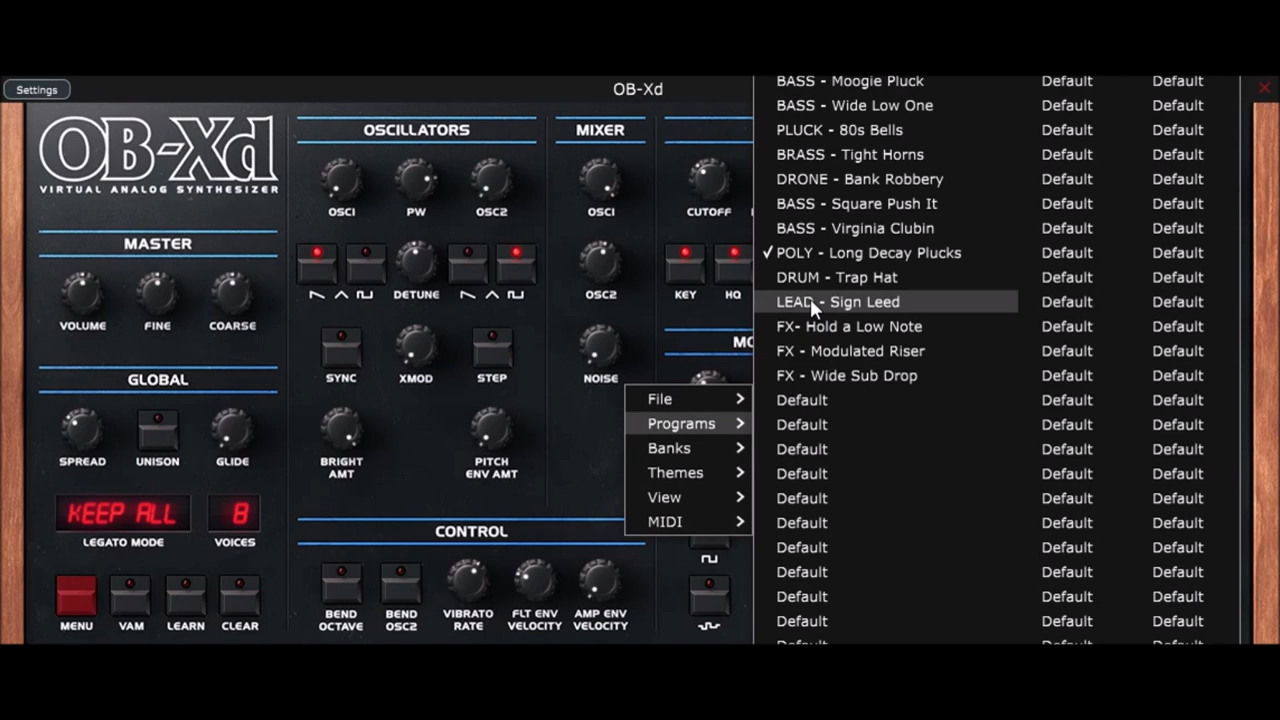 Settings
OB-Xd
OB-Xd
VIRTUAL ANALOG SYNTHESIZER
MASTER
VOLUME FINE COARSE
GLOBAL
SPREAD UNISON GLIDE
KEEP ALL 8
LEGATO MODE VOICES
MENU VAM LEARN CLEAR
OSCILLATORS
OSC1 PW OSC2
DETUNE
SYNC XMOD STEP
BRIGHT AMT
PITCH ENV AMT
CONTROL
BEND OCTAVE
BEND OSC2
VIBRATO RATE
FLT ENV VELOCITY
AMP ENV VELOCITY
MIXER
OSC1
OSC2
NOISE
CUTOFF
KEY HQ
File
Programs
Banks
Themes
View
MIDI
BASS - Moogie Pluck Default Default
BASS - Wide Low One Default Default
PLUCK - 80s Bells Default Default
BRASS - Tight Horns Default Default
DRONE - Bank Robbery Default Default
BASS - Square Push It Default Default
BASS - Virginia Clubin Default Default
✓ POLY - Long Decay Plucks Default Default
DRUM - Trap Hat Default Default
LEAD - Sign Leed Default Default
FX- Hold a Low Note Default Default
FX - Modulated Riser Default Default
FX - Wide Sub Drop Default Default
Default Default Default
Default Default Default
Default Default Default
Default Default Default
Default Default Default
Default Default Default
Default Default Default
Default Default Default
Default Default Default
Default Default Default